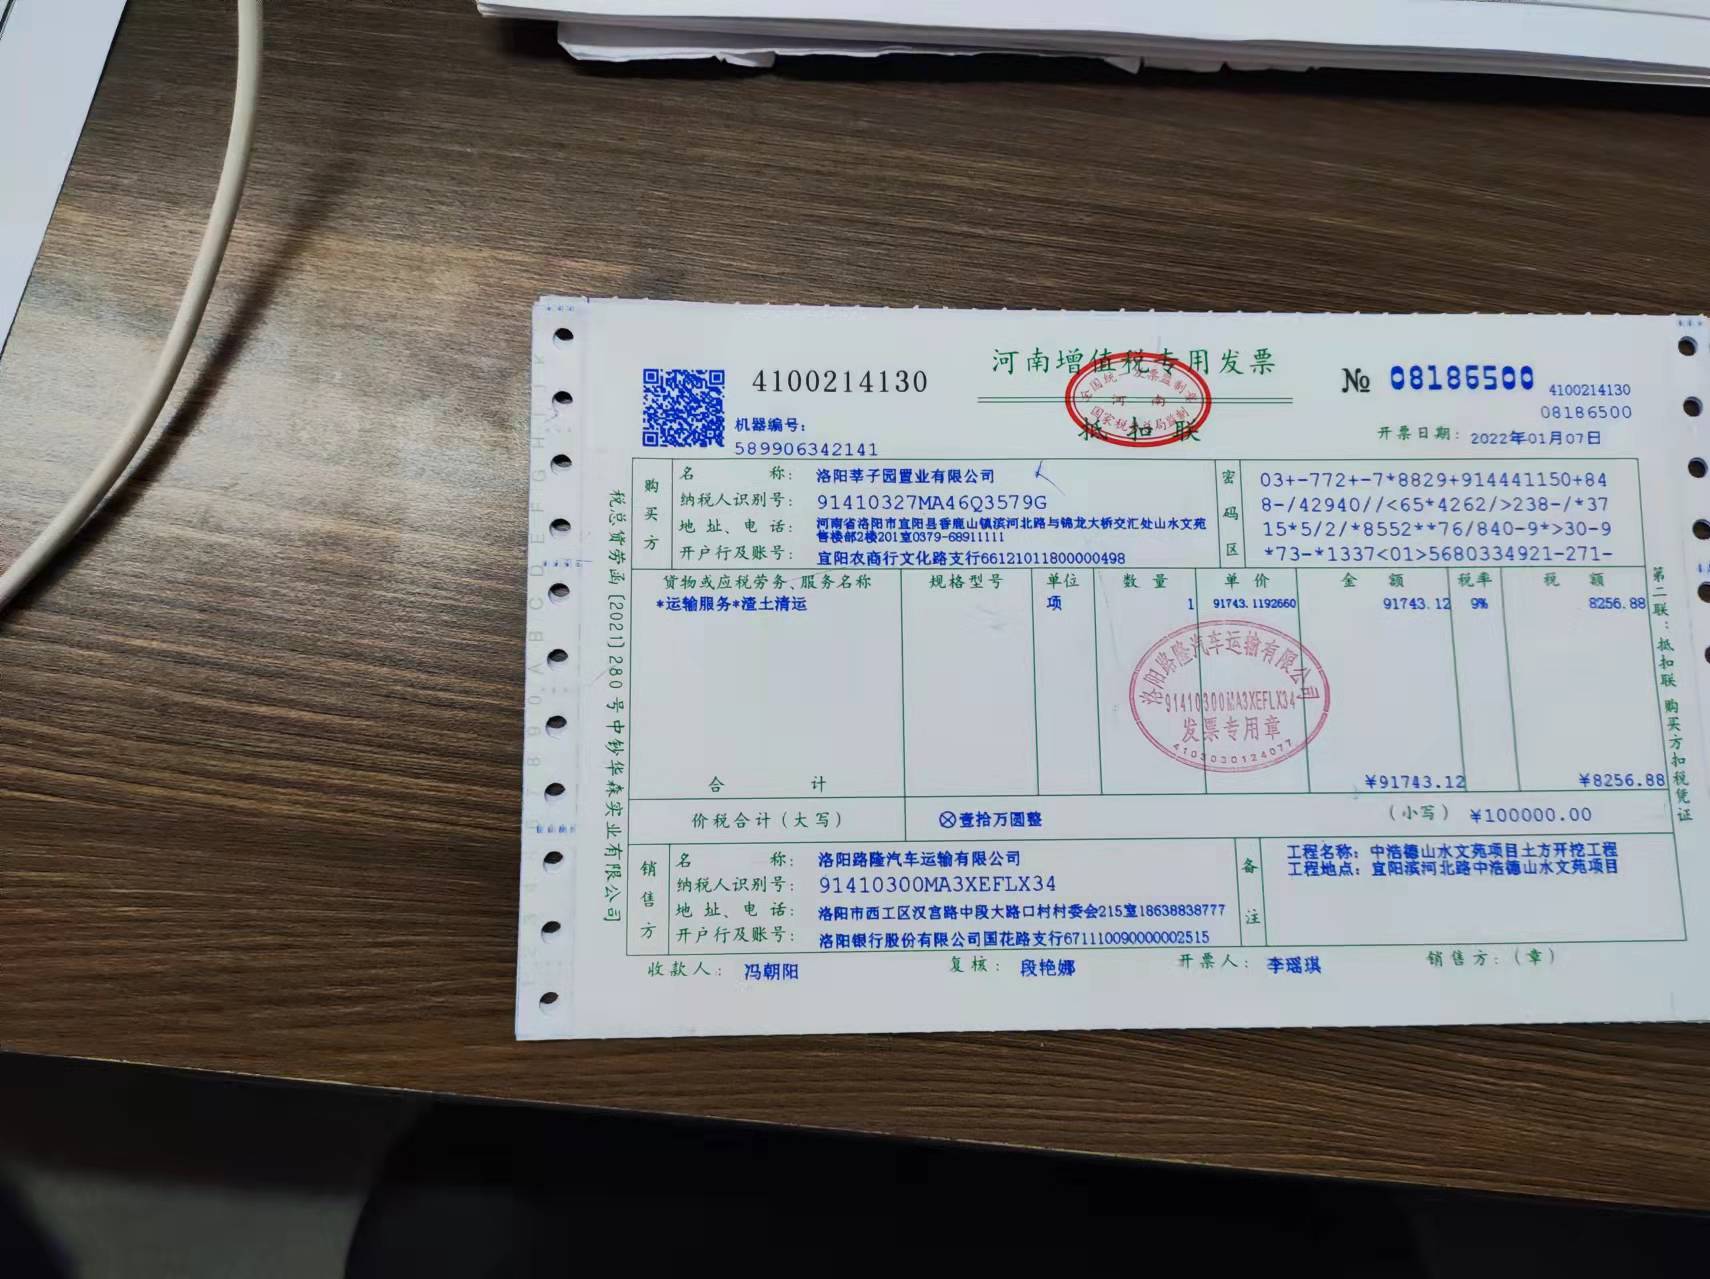 河南增值税专用发票
4100214130
№ 08186500
4100214130
08186500
全国统一发票监制章
河南
国家税务总局监制
抵扣联
机器编号:
589906342141
开票日期: 2022年01月07日
购买方
名称: 洛阳莘子园置业有限公司
纳税人识别号: 91410327MA46Q3579G
地址、电话: 河南省洛阳市宜阳县香鹿山镇滨河北路与锦龙大桥交汇处山水文苑
售楼部2楼201室0379-68911111
开户行及账号: 宜阳农商行文化路支行66121011800000498
密码区
03+-772+-7*8829+914441150+84
8-/42940//<65*4262/>238-/*37
15*5/2/*8552**76/840-9*>30-9
*73-*1337<01>5680334921-271-
货物或应税劳务、服务名称 规格型号 单位 数量 单价 金额 税率 税额
*运输服务*渣土清运 项 1 91743.1192660 91743.12 9% 8256.88
洛阳路隆汽车运输有限公司
91410300MA3XEFLX34
发票专用章
4103030124077
合计 ¥91743.12 ¥8256.88
价税合计(大写) ⊗壹拾万圆整 (小写) ¥100000.00
销售方
名称: 洛阳路隆汽车运输有限公司
纳税人识别号: 91410300MA3XEFLX34
地址、电话: 洛阳市西工区汉宫路中段大路口村村委会215室18638838777
开户行及账号: 洛阳银行股份有限公司国花路支行671110090000002515
备注
工程名称: 中浩德山水文苑项目土方开挖工程
工程地点: 宜阳滨河北路中浩德山水文苑项目
收款人: 冯朝阳 复核: 段艳娜 开票人: 李瑶琪 销售方:(章)
税总货劳函[2021]280号中钞华森实业有限公司
第二联:抵扣联 购买方扣税凭证